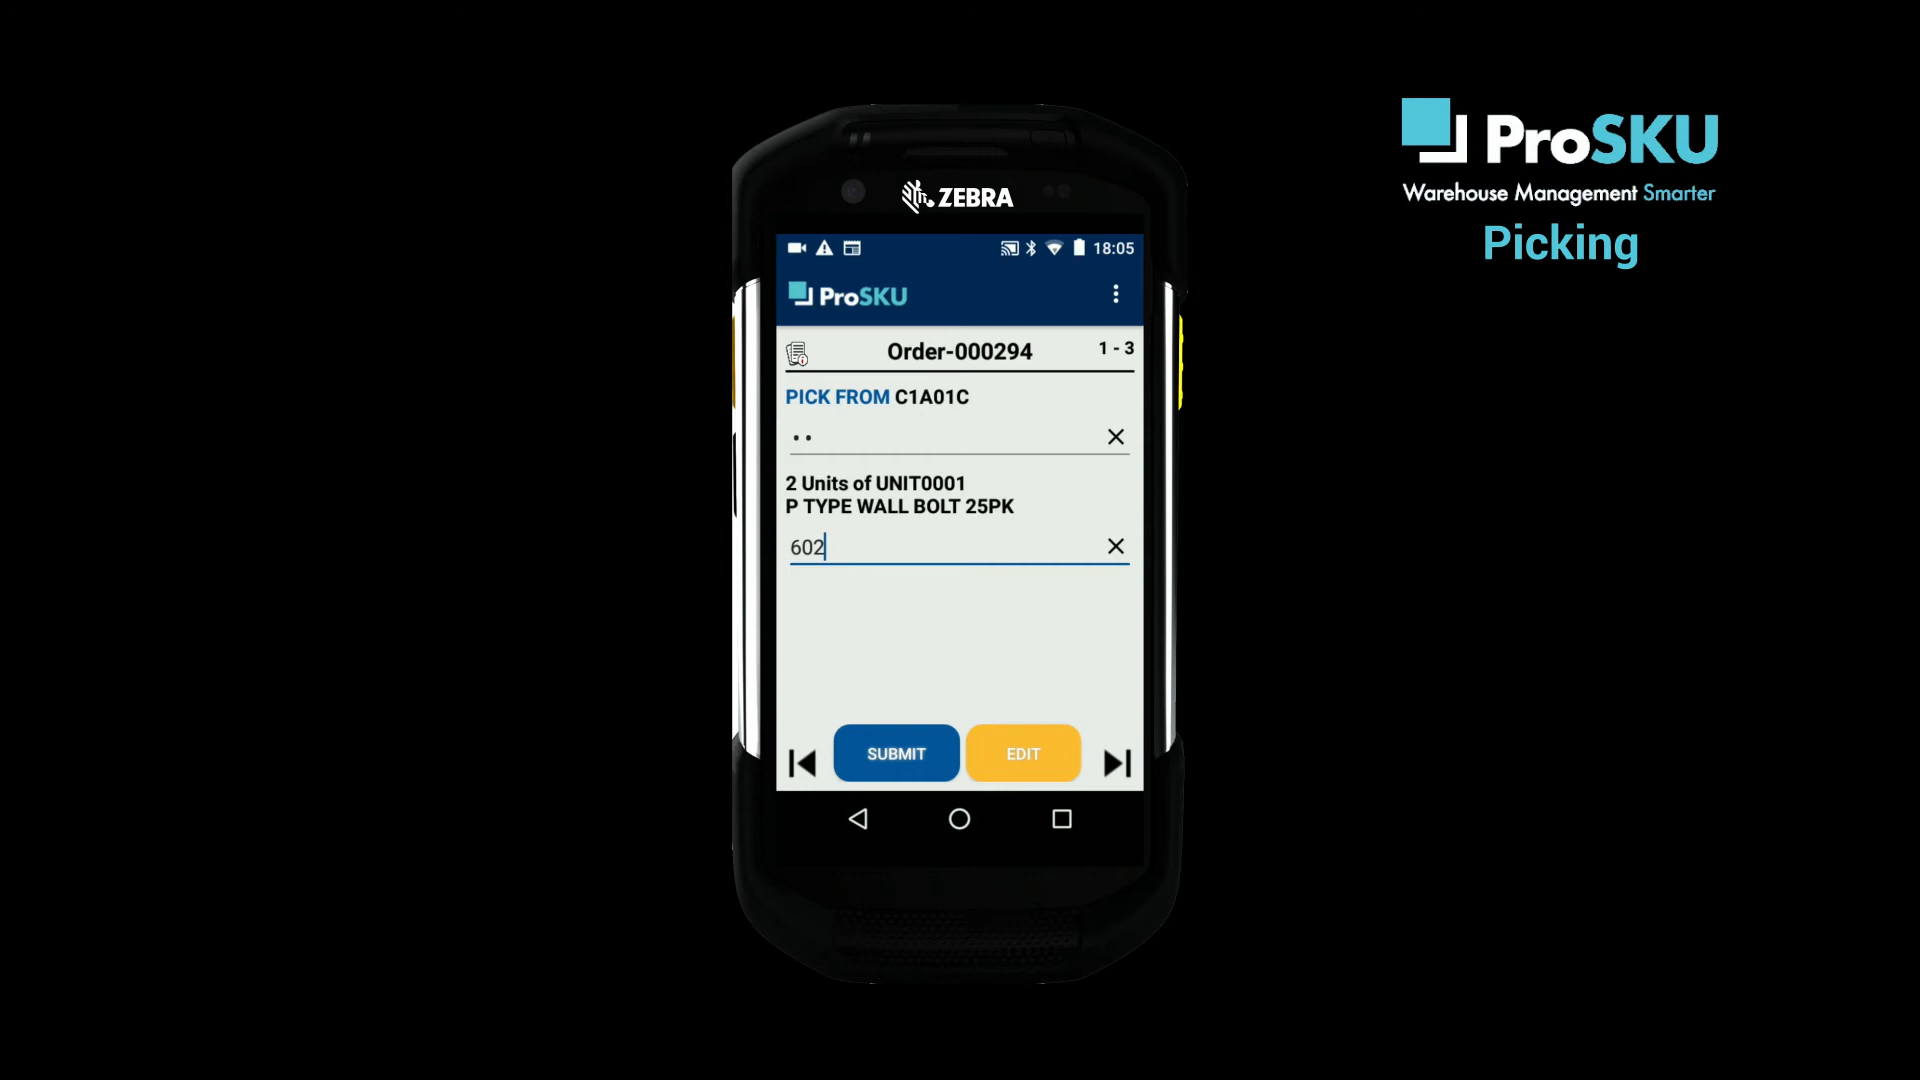 ProSKU
Warehouse Management Smarter
Picking
ZEBRA
18:05
ProSKU
Order-000294
1 - 3
PICK FROM C1A01C
••
2 Units of UNIT0001
P TYPE WALL BOLT 25PK
602
SUBMIT
EDIT